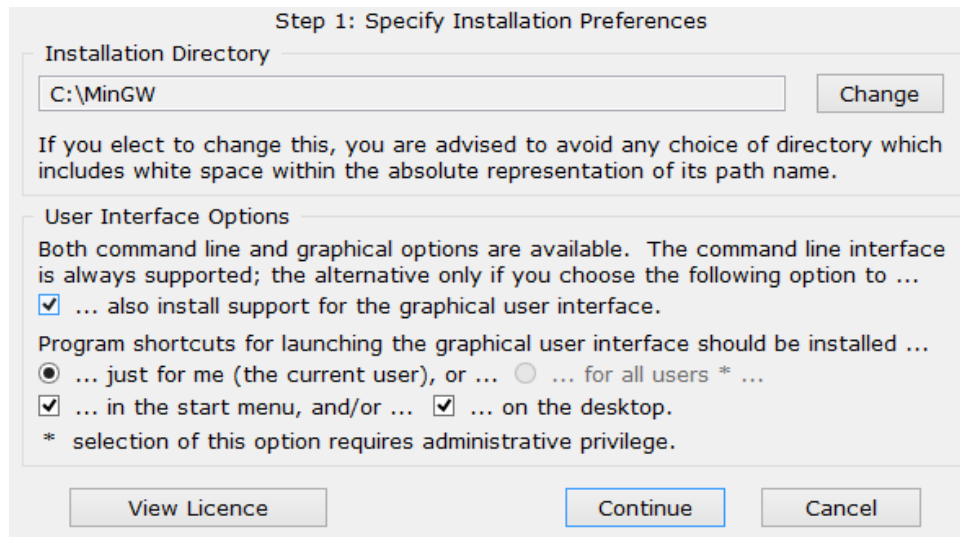 Step 1: Specify Installation Preferences
Installation Directory
C:\MinGW
Change
If you elect to change this, you are advised to avoid any choice of directory which
includes white space within the absolute representation of its path name.
User Interface Options
Both command line and graphical options are available.  The command line interface
is always supported; the alternative only if you choose the following option to ...
... also install support for the graphical user interface.
Program shortcuts for launching the graphical user interface should be installed ...
... just for me (the current user), or ... ... for all users * ...
... in the start menu, and/or ... ... on the desktop.
* selection of this option requires administrative privilege.
View Licence Continue Cancel